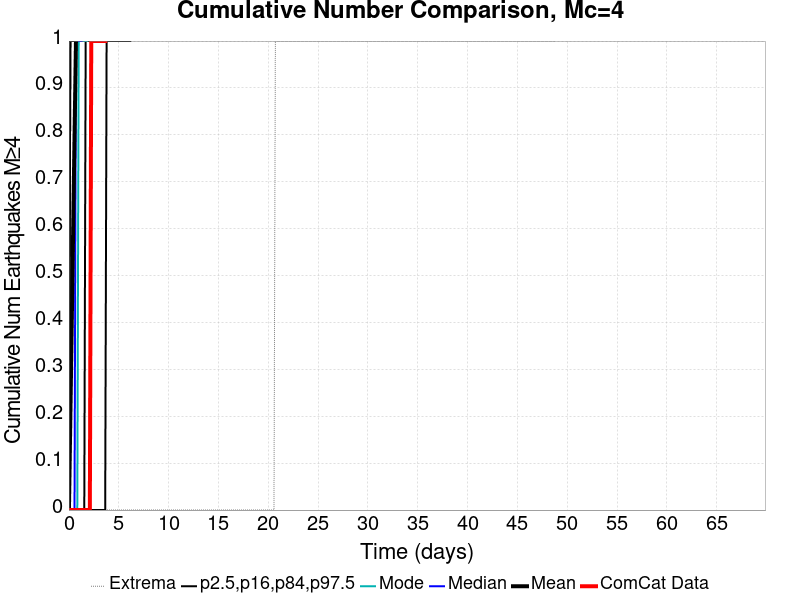 Cumulative Number Comparison, Mc=4
Cumulative Num Earthquakes M≥4
1
0.9
0.8
0.7
0.6
0.5
0.4
0.3
0.2
0.1
0
0 5 10 15 20 25 30 35 40 45 50 55 60 65
Time (days)
Extrema p2.5,p16,p84,p97.5 Mode Median Mean ComCat Data